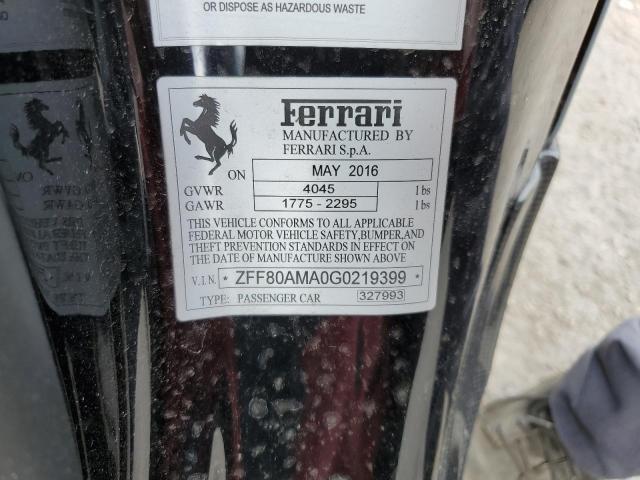 OR DISPOSE AS HAZARDOUS WASTE
Ferrari
MANUFACTURED BY
FERRARI S.p.A.
ON MAY 2016
GVWR 4045 lbs
GAWR 1775 - 2295 lbs
THIS VEHICLE CONFORMS TO ALL APPLICABLE
FEDERAL MOTOR VEHICLE SAFETY,BUMPER,AND
THEFT PREVENTION STANDARDS IN EFFECT ON
THE DATE OF MANUFACTURE SHOWN ABOVE
V.I.N. * ZFF80AMA0G0219399 *
TYPE: PASSENGER CAR 327993